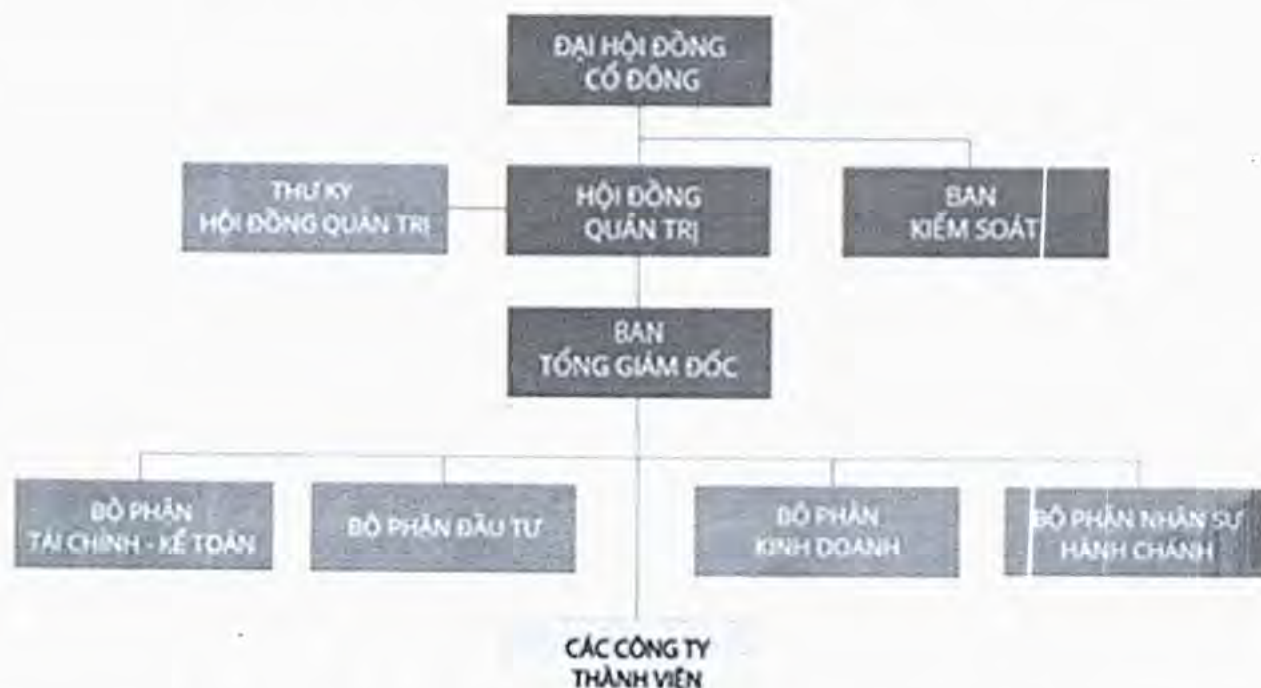 ĐẠI HỘI ĐỒNG
CỔ ĐÔNG
THƯ KÝ
HỘI ĐỒNG QUẢN TRỊ
HỘI ĐỒNG
QUẢN TRỊ
BAN
KIỂM SOÁT
BAN
TỔNG GIÁM ĐỐC
BỘ PHẬN
TÀI CHÍNH - KẾ TOÁN
BỘ PHẬN ĐẦU TƯ
BỘ PHẬN
KINH DOANH
BỘ PHẬN NHÂN SỰ
HÀNH CHÁNH
CÁC CÔNG TY
THÀNH VIÊN